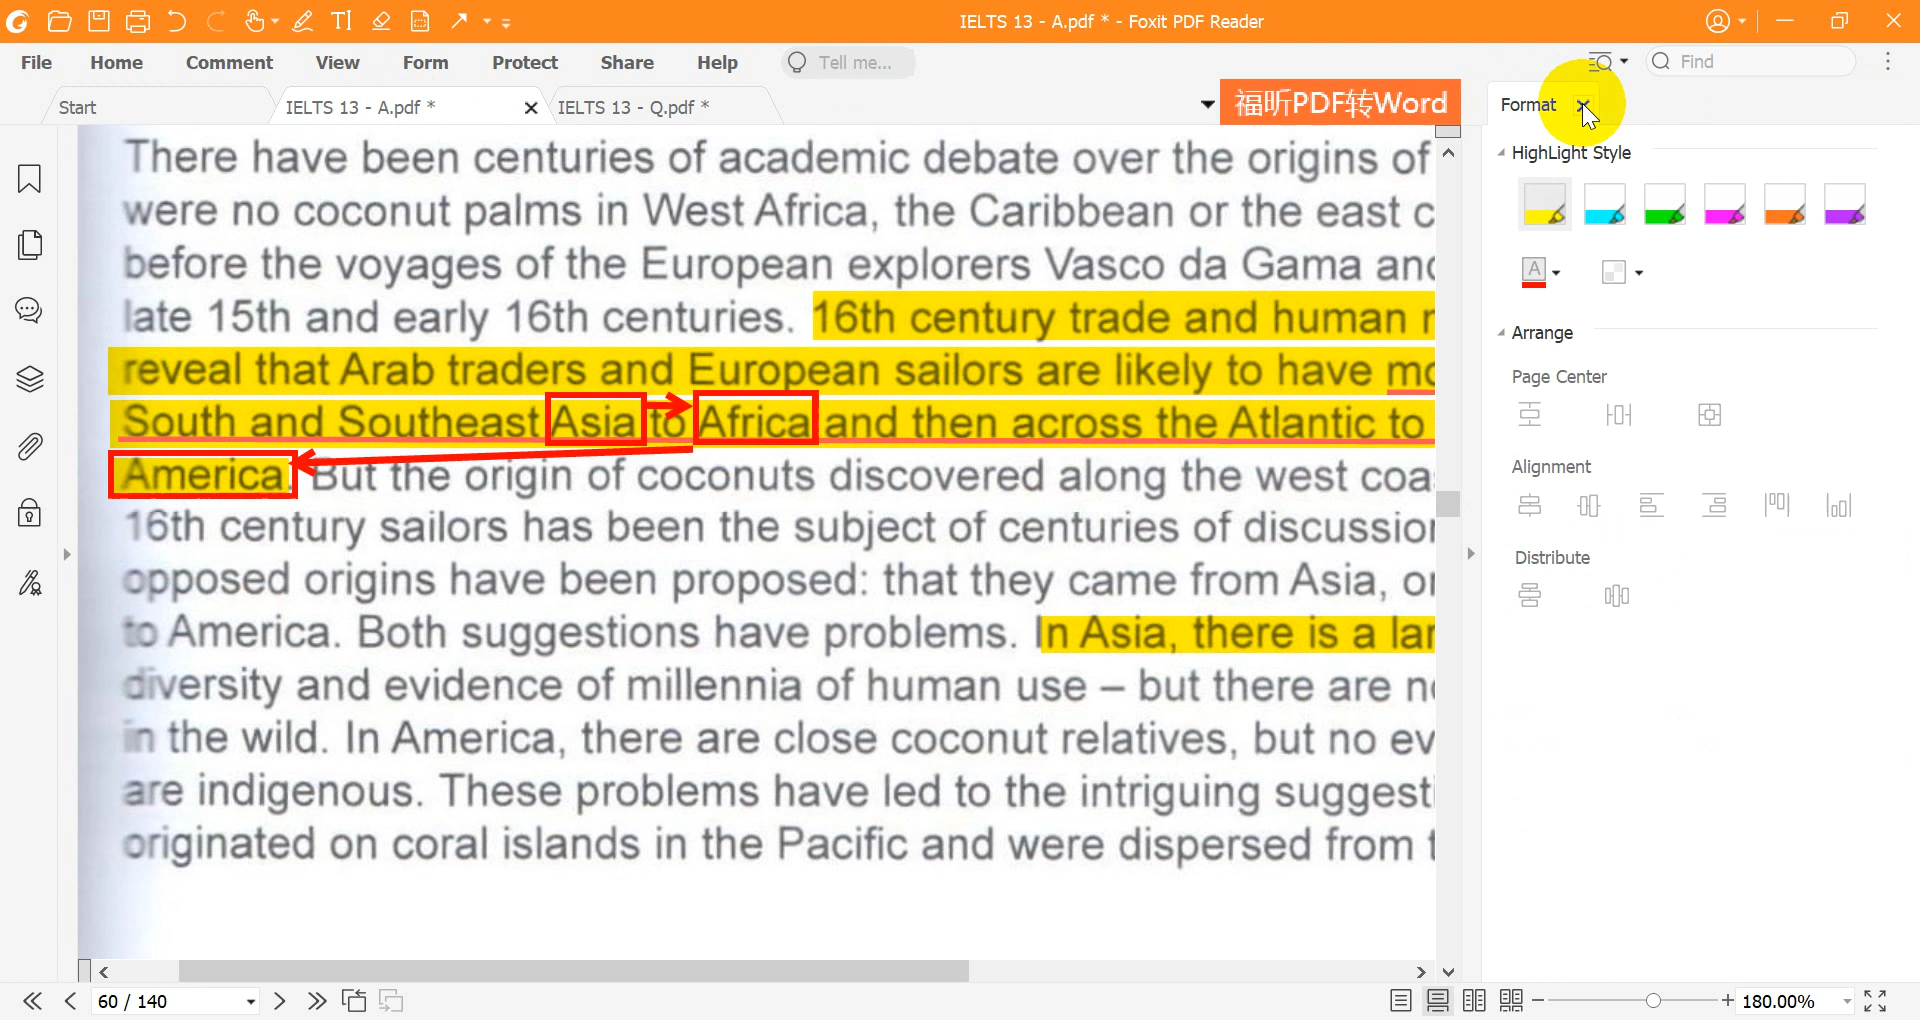 IELTS 13 - A.pdf * - Foxit PDF Reader
File Home Comment View Form Protect Share Help Tell me... Find
Start IELTS 13 - A.pdf * IELTS 13 - Q.pdf * 福昕PDF转Word Format
There have been centuries of academic debate over the origins of
were no coconut palms in West Africa, the Caribbean or the east c
before the voyages of the European explorers Vasco da Gama and
late 15th and early 16th centuries. 16th century trade and human
reveal that Arab traders and European sailors are likely to have
South and Southeast Asia to Africa and then across the Atlantic to
America. But the origin of coconuts discovered along the west
16th century sailors has been the subject of centuries of discussion
opposed origins have been proposed: that they came from Asia, or
to America. Both suggestions have problems. In Asia, there is a
diversity and evidence of millennia of human use – but there are
in the wild. In America, there are close coconut relatives, but no
are indigenous. These problems have led to the intriguing
originated on coral islands in the Pacific and were dispersed from
HighLight Style
Arrange
Page Center
Alignment
Distribute
60 / 140
180.00%